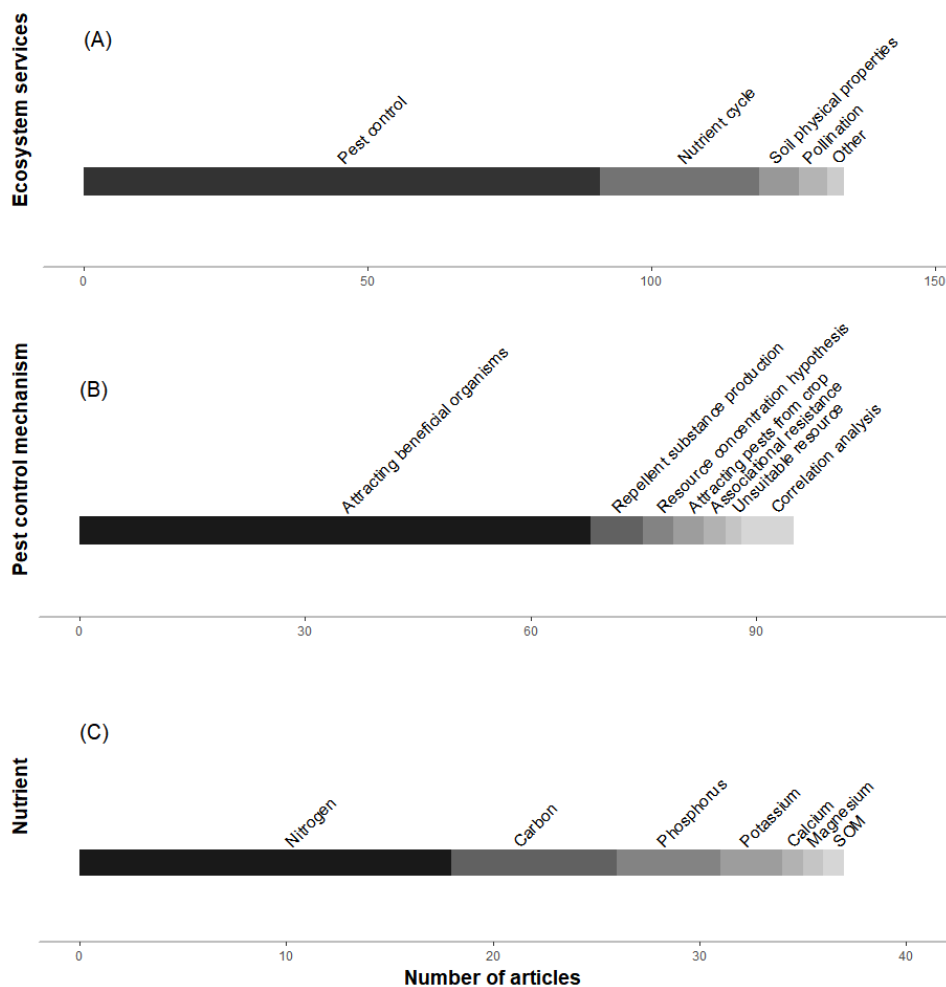 (A)
Ecosystem services
Pest control
Nutrient cycle
Soil physical properties
Pollination
Other
0
50
100
150
(B)
Pest control mechanism
Attracting beneficial organisms
Repellent substance production
Resource concentration hypothesis
Attracting pests from crop
Associational resistance
Unsuitable resource
Correlation analysis
0
30
60
90
(C)
Nutrient
Nitrogen
Carbon
Phosphorus
Potassium
Calcium
Magnesium
SOM
0
10
20
30
40
Number of articles